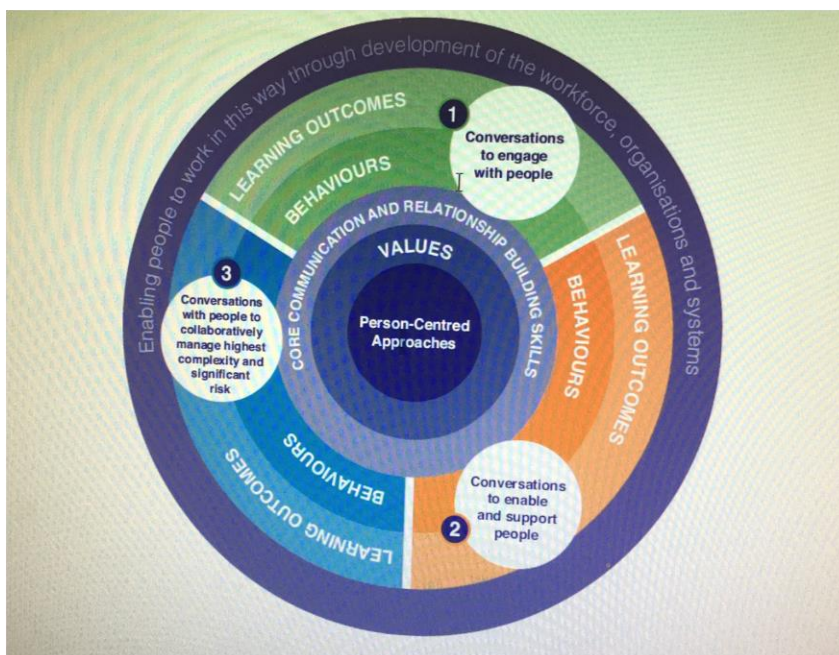 Enabling people to work in this way through development of the workforce, organisations and systems
LEARNING OUTCOMES
BEHAVIOURS
1
Conversations
to engage
with people
CORE COMMUNICATION AND RELATIONSHIP BUILDING SKILLS
VALUES
Person-Centred
Approaches
LEARNING OUTCOMES
BEHAVIOURS
2
Conversations
to enable
and support
people
3
Conversations
with people to
collaboratively
manage highest
complexity and
significant
risk
BEHAVIOURS
LEARNING OUTCOMES